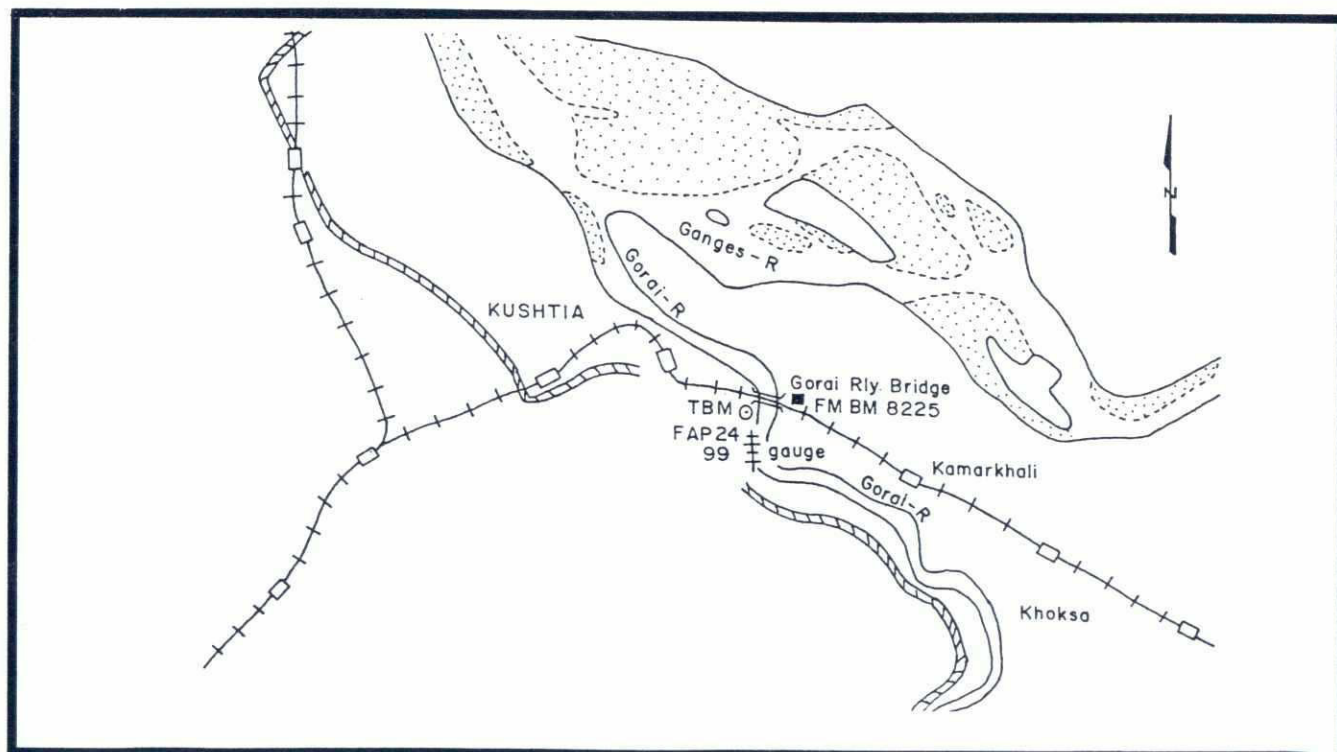 N
Ganges-R
Gorai-R
KUSHTIA
Gorai Rly. Bridge
TBM
FM BM 8225
FAP24
99 gauge
Kamarkhali
Gorai-R
Khoksa